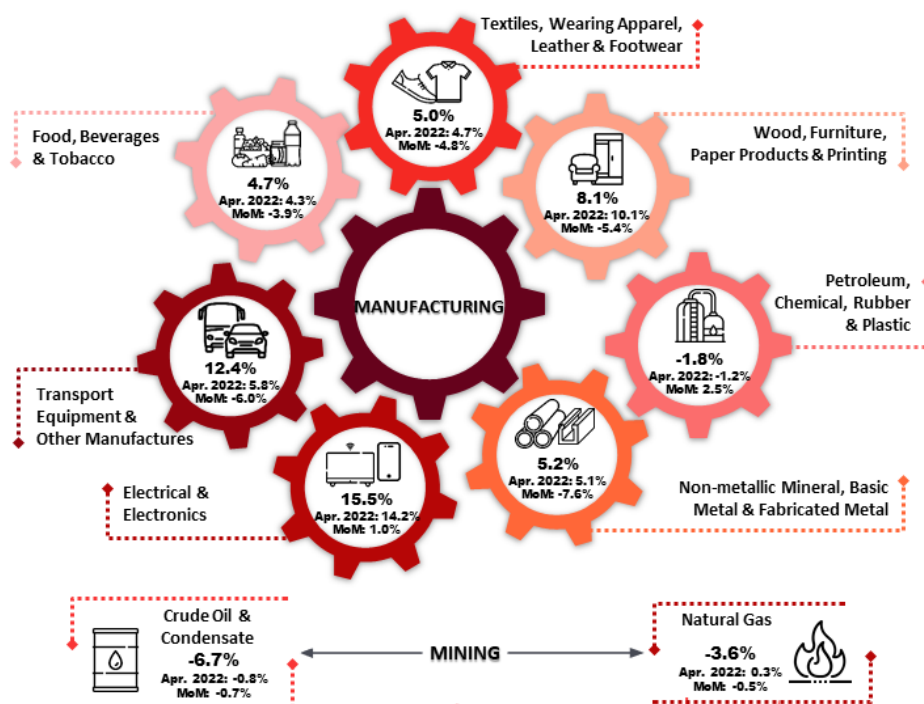 Textiles, Wearing Apparel,
Leather & Footwear
5.0%
Apr. 2022: 4.7%
MoM: -4.8%
Food, Beverages
& Tobacco
4.7%
Apr. 2022: 4.3%
MoM: -3.9%
Wood, Furniture,
Paper Products & Printing
8.1%
Apr. 2022: 10.1%
MoM: -5.4%
MANUFACTURING
Petroleum,
Chemical, Rubber
& Plastic
-1.8%
Apr. 2022: -1.2%
MoM: 2.5%
12.4%
Apr. 2022: 5.8%
MoM: -6.0%
Transport
Equipment &
Other Manufactures
5.2%
Apr. 2022: 5.1%
MoM: -7.6%
Non-metallic Mineral, Basic
Metal & Fabricated Metal
Electrical &
Electronics
15.5%
Apr. 2022: 14.2%
MoM: 1.0%
Crude Oil &
Condensate
-6.7%
Apr. 2022: -0.8%
MoM: -0.7%
MINING
Natural Gas
-3.6%
Apr. 2022: 0.3%
MoM: -0.5%